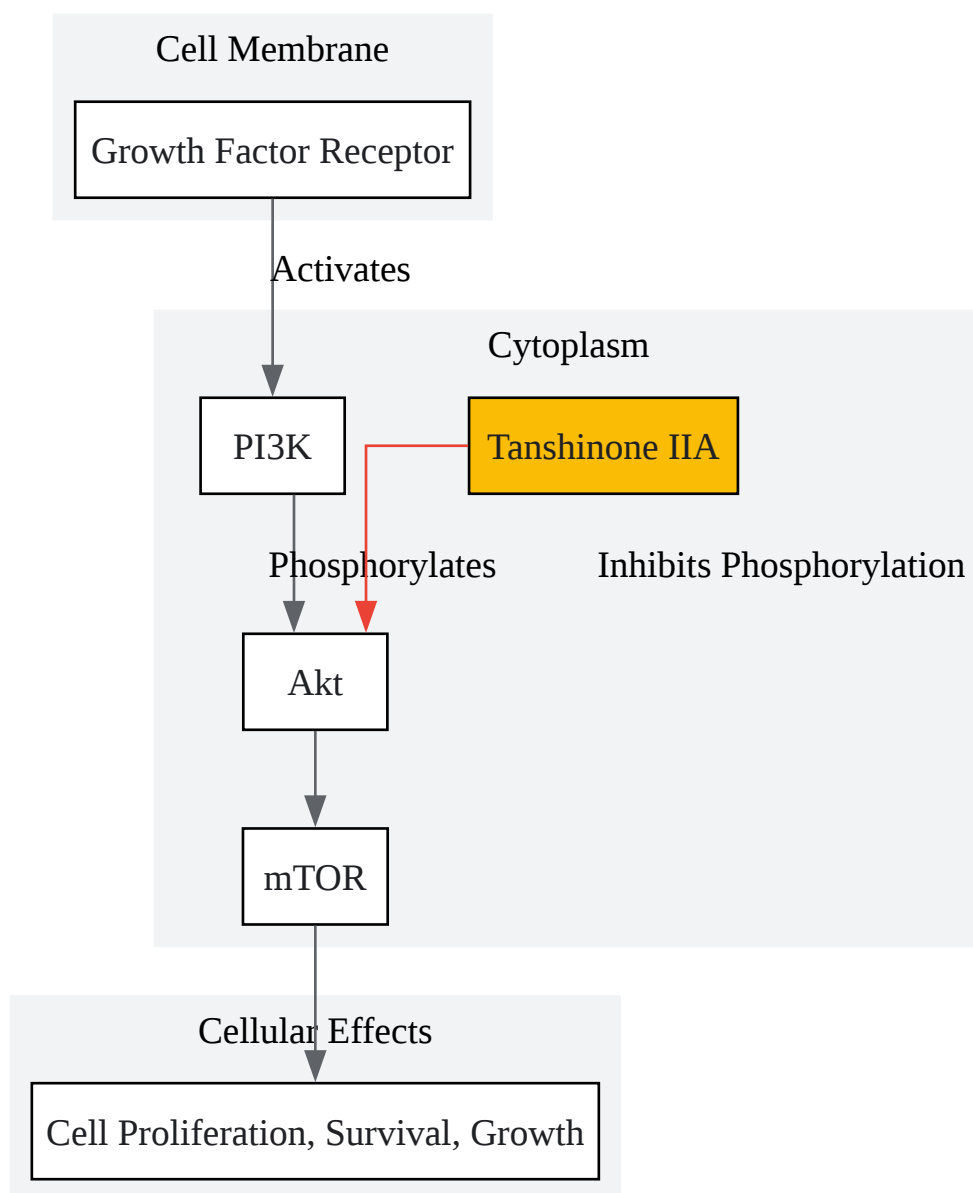 Cell Membrane
Growth Factor Receptor
Activates
Cytoplasm
PI3K
Tanshinone IIA
Phosphorylates
Inhibits Phosphorylation
Akt
mTOR
Cellular Effects
Cell Proliferation, Survival, Growth